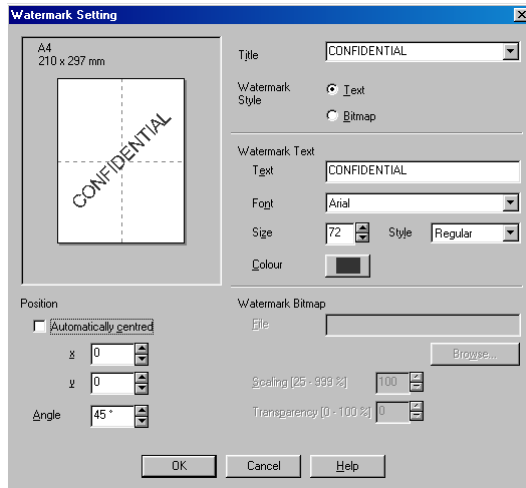 Watermark Setting
A4
210 x 297 mm
CONFIDENTIAL
Title CONFIDENTIAL
Watermark Style
Text
Bitmap
Watermark Text
Text CONFIDENTIAL
Font Arial
Size 72 Style Regular
Colour
Position
Automatically centred
x 0
y 0
Angle 45 °
Watermark Bitmap
File
Browse...
Scaling [25 - 999 %] 100
Transparency [0 - 100 %] 0
OK Cancel Help